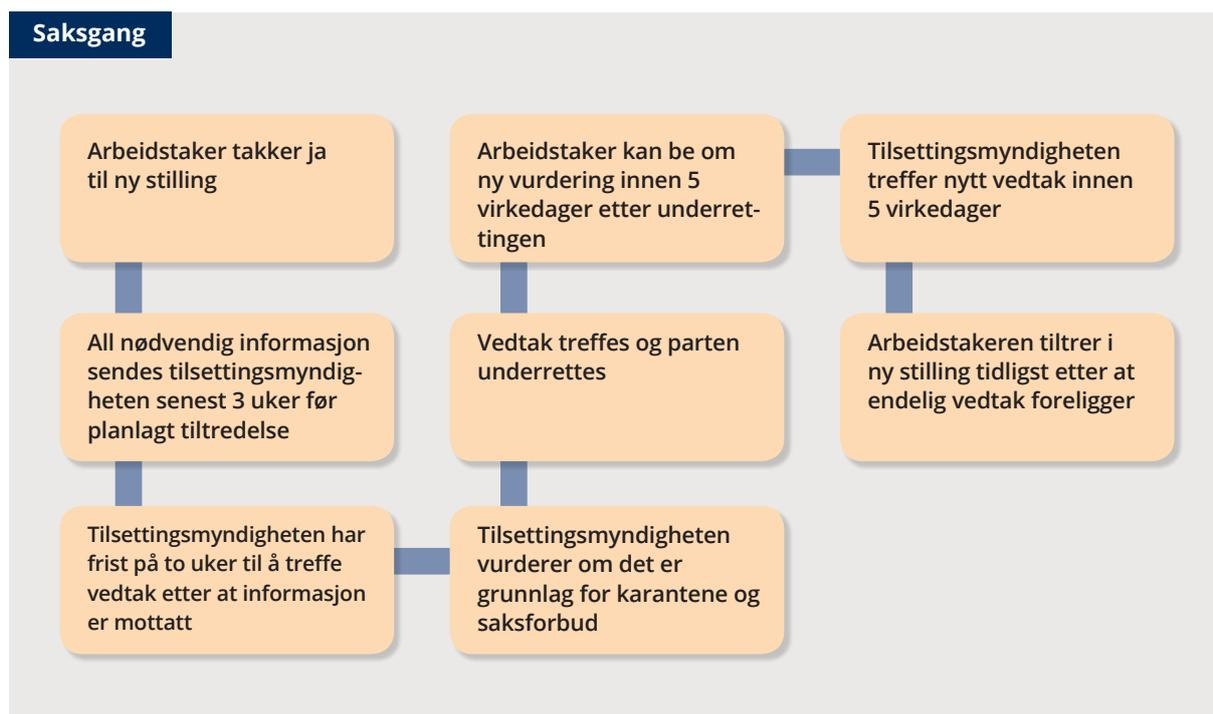 Saksgang
Arbeidstaker takker ja
til ny stilling
All nødvendig informasjon
sendes tilsettingsmyndig-
heten senest 3 uker før
planlagt tiltredelse
Tilsettingsmyndigheten har
frist på to uker til å treffe
vedtak etter at informasjon
er mottatt
Tilsettingsmyndigheten
vurderer om det er
grunnlag for karantene og
saksforbud
Vedtak treffes og parten
underrettes
Arbeidstaker kan be om
ny vurdering innen 5
virkedager etter underret-
tingen
Tilsettingsmyndigheten
treffer nytt vedtak innen
5 virkedager
Arbeidstakeren tiltrer i
ny stilling tidligst etter at
endelig vedtak foreligger